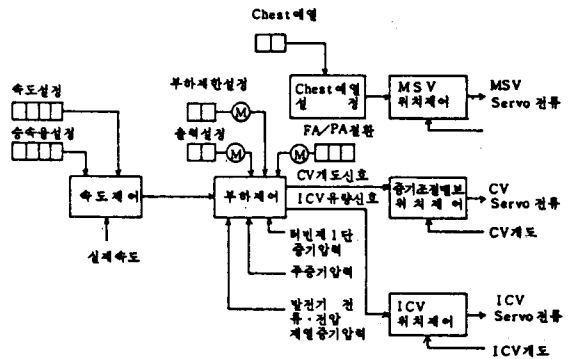 Chest예열
Chest예열
설 정
MSV
위치제어
MSV
Servo 전류
속도설정
승속율설정
부하제한설정
M
출력설정
M
FA/PA절환
M
속도제어
실제속도
부하제어
CV개도신호
ICV유량신호
증기조절밸브
위치제어
CV
Servo 전류
CV개도
터빈제1단
증기압력
주증기압력
발전기 전
류·전압
재열증기압력
ICV
위치제어
ICV
Servo 전류
ICV개도